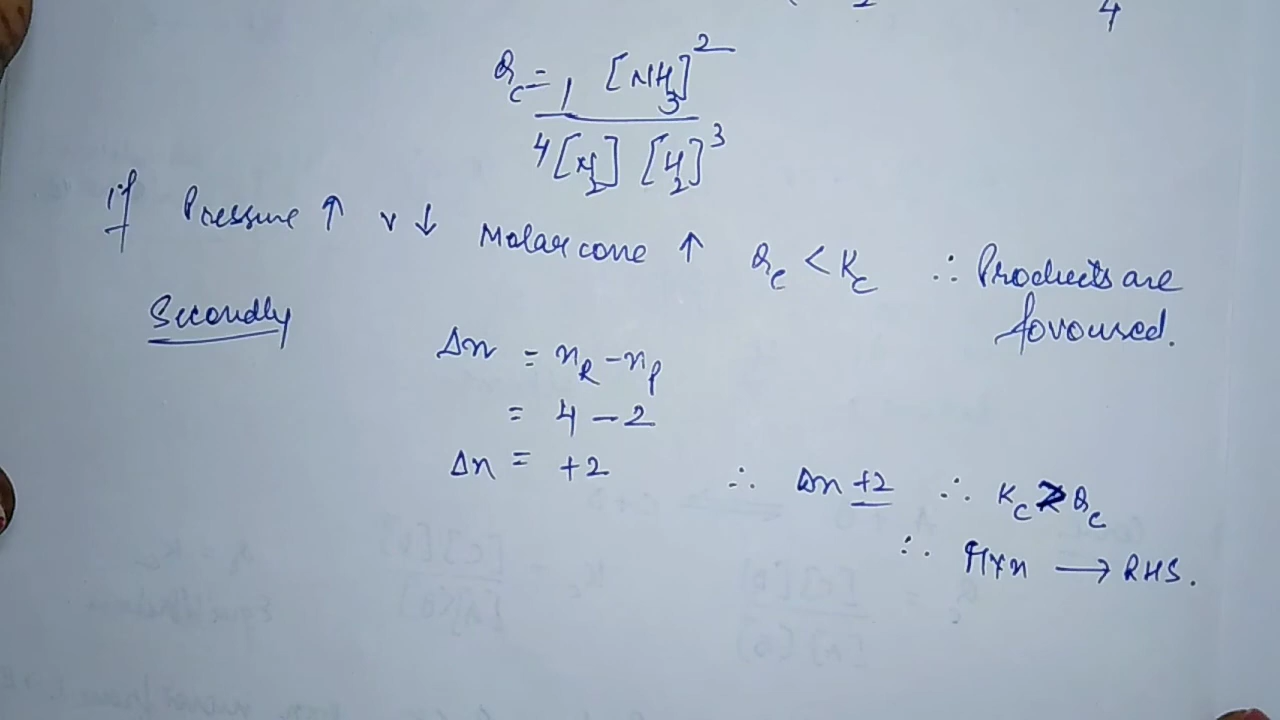 2 4
Qc = 1 [NH3]^2
4 [N2] [H2]^3
if Pressure ↑ v ↓ Molar conc ↑ Qc < Kc ∴ Products are
favoured.
Secondly
Δn = nR - nP
= 4 - 2
Δn = +2 ∴ Δn +2 ∴ Kc > Qc
∴ Rxn → RHS.